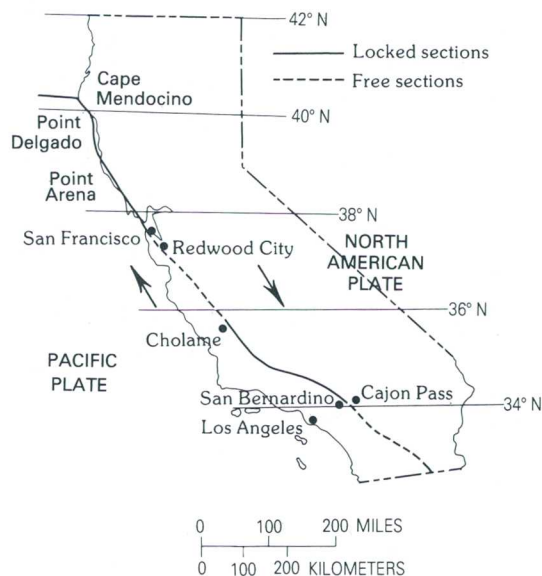 42° N
Locked sections
Free sections
Cape
Mendocino
40° N
Point
Delgado
Point
Arena
38° N
San Francisco
Redwood City
NORTH
AMERICAN
PLATE
36° N
Cholame
PACIFIC
PLATE
San Bernardino
Cajon Pass
34° N
Los Angeles
0 100 200 MILES
0 100 200 KILOMETERS